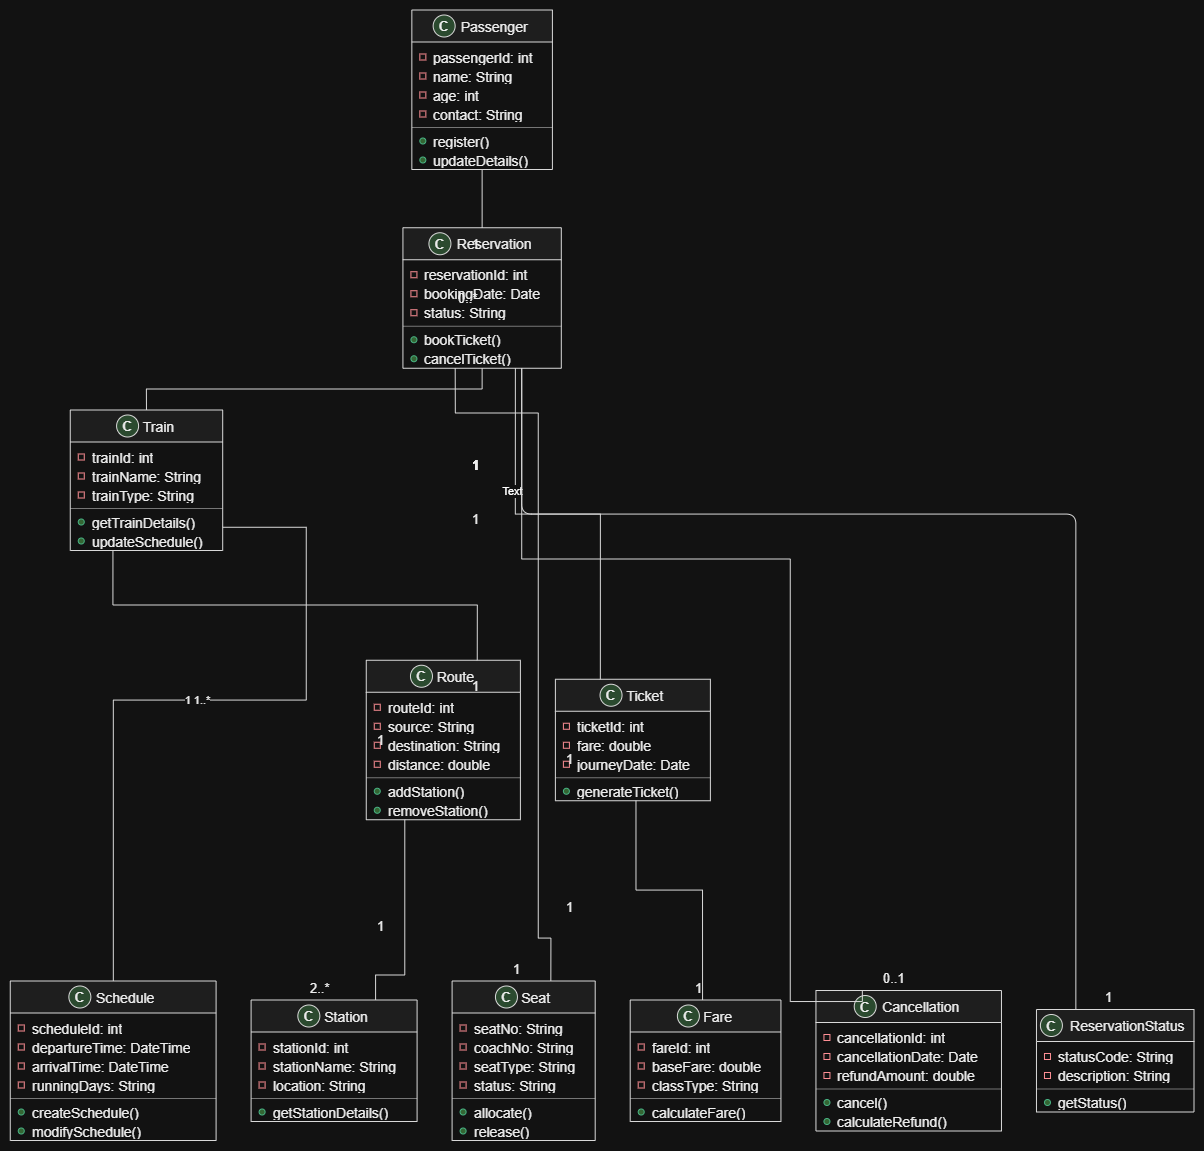 C Passenger
passengerId: int
name: String
age: int
contact: String
register()
updateDetails()
C Reservation
1
reservationId: int
bookingDate: Date
0..*
status: String
bookTicket()
cancelTicket()
C Train
trainId: int
trainName: String
trainType: String
getTrainDetails()
updateSchedule()
1
Text
1
C Route
1
routeId: int
source: String
1
destination: String
distance: double
addStation()
removeStation()
C Ticket
ticketId: int
fare: double
1
journeyDate: Date
generateTicket()
1 1..*
1
1
C Schedule
scheduleId: int
departureTime: DateTime
arrivalTime: DateTime
runningDays: String
createSchedule()
modifySchedule()
2..*
C Station
stationId: int
stationName: String
location: String
getStationDetails()
1
C Seat
seatNo: String
coachNo: String
seatType: String
status: String
allocate()
release()
1
C Fare
fareId: int
baseFare: double
classType: String
calculateFare()
0..1
C Cancellation
cancellationId: int
cancellationDate: Date
refundAmount: double
cancel()
calculateRefund()
1
C ReservationStatus
statusCode: String
description: String
getStatus()